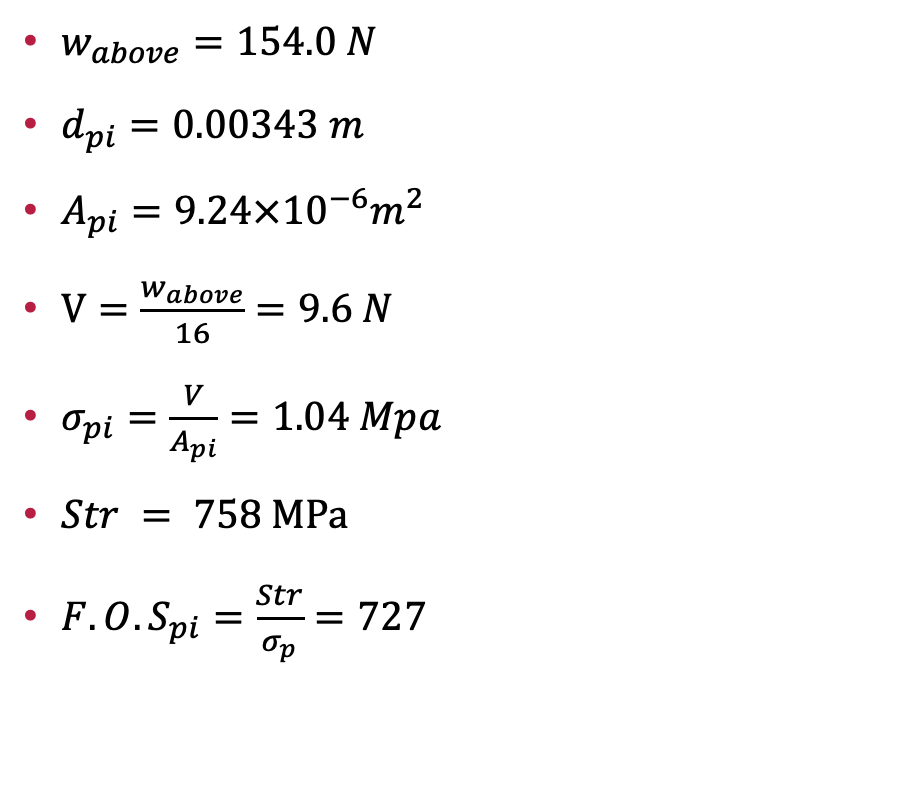 • w_above = 154.0 N
• d_pi = 0.00343 m
• A_pi = 9.24×10^−6 m^2
• V = w_above/16 = 9.6 N
• σ_pi = V/A_pi = 1.04 Mpa
• Str = 758 MPa
• F.O.S_pi = Str/σ_p = 727